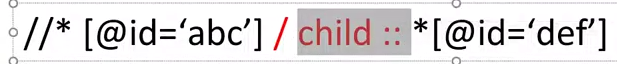 //* [@id=‘abc’] / child :: *[@id=‘def’]